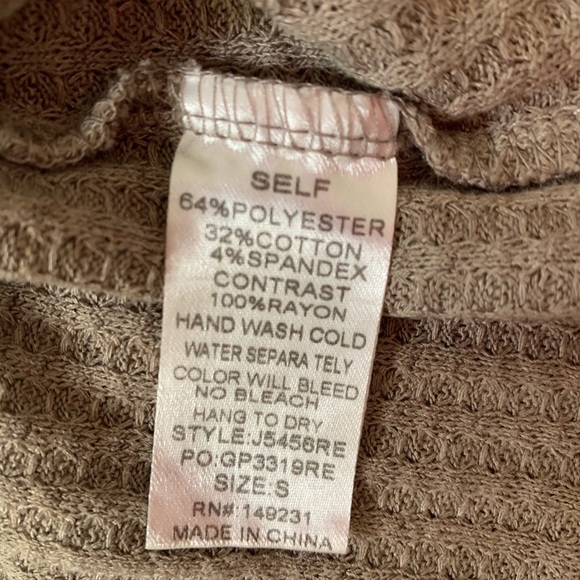 SELF
64%POLYESTER
32%COTTON
4%SPANDEX
CONTRAST
100%RAYON
HAND WASH COLD
WATER SEPARA TELY
COLOR WILL BLEED
NO BLEACH
HANG TO DRY
STYLE:J5456RE
PO:GP3319RE
SIZE:S
RN#:149231
MADE IN CHINA